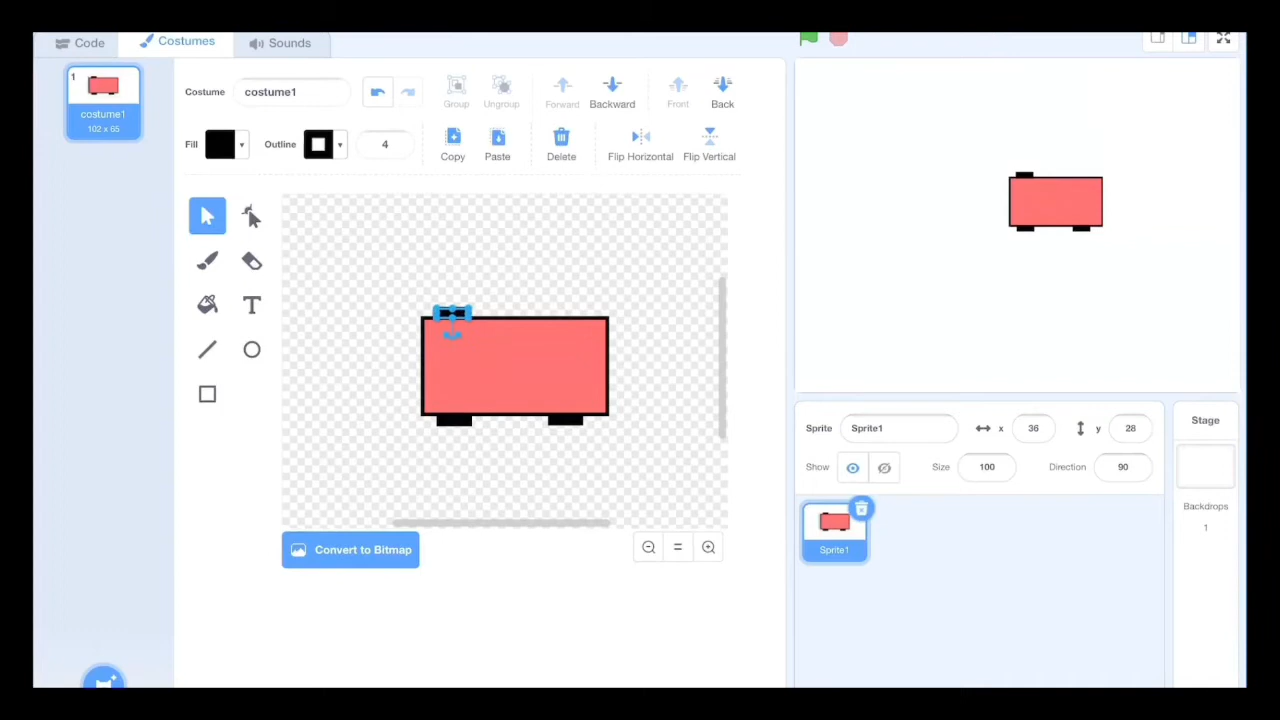 Code Costumes Sounds
1
costume1
102 x 65
Costume costume1 Group Ungroup Forward Backward Front Back
Fill Outline 4 Copy Paste Delete Flip Horizontal Flip Vertical
T
Convert to Bitmap
Sprite Sprite1 x 36 y 28
Show Size 100 Direction 90
Sprite1
Stage
Backdrops
1